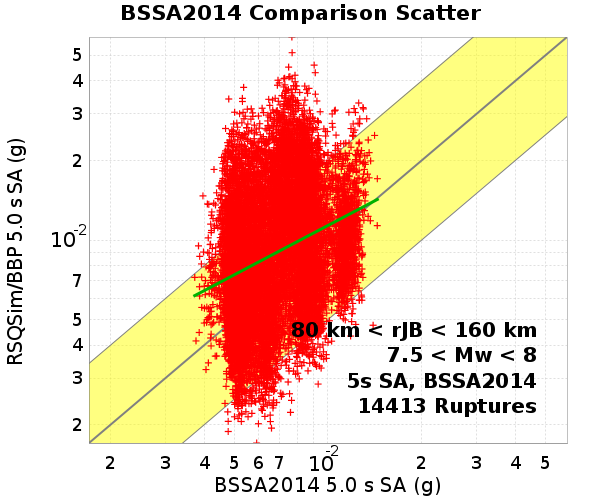 BSSA2014 Comparison Scatter
RSQSim/BBP 5.0 s SA (g)
5
4
3
2
10-2
7
5
4
3
2
80 km < rJB < 160 km
7.5 < Mw < 8
5s SA, BSSA2014
14413 Ruptures
2 3 4 5 6 7 10-2 2 3 4 5
BSSA2014 5.0 s SA (g)